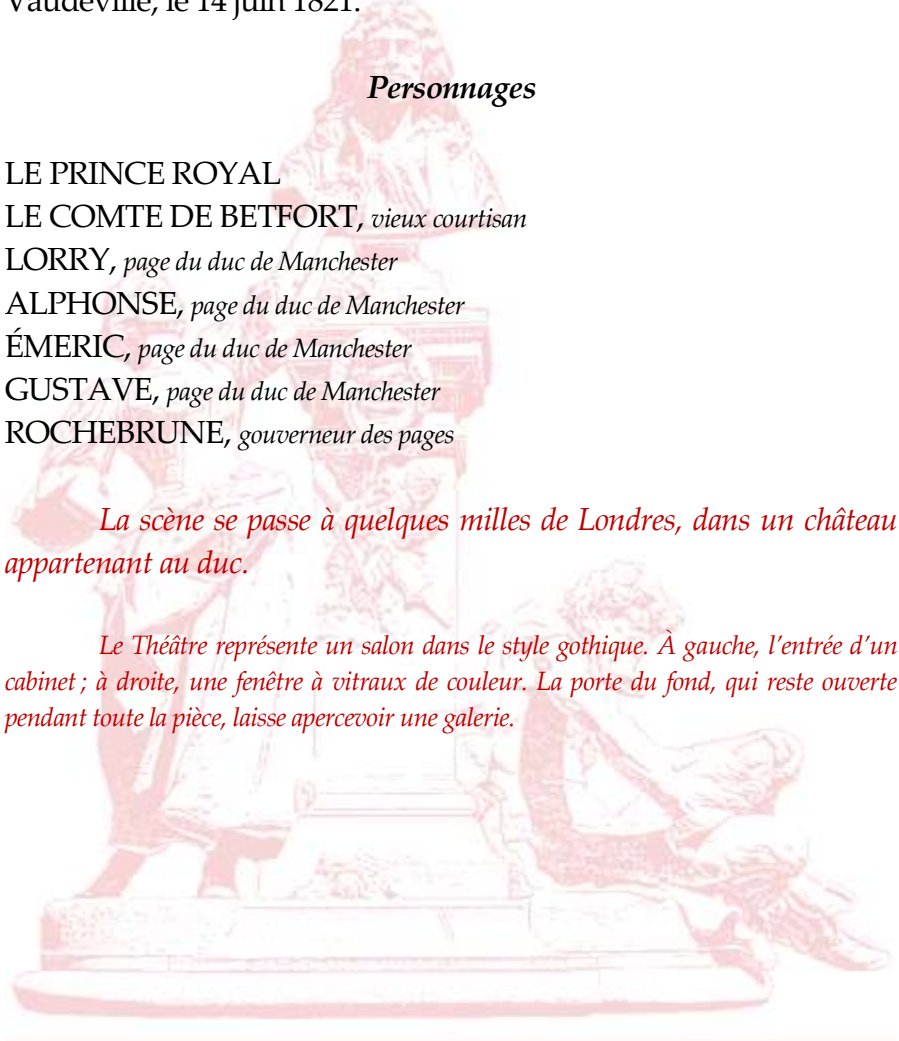 Vaudeville, le 14 juin 1821.
Personnages
LE PRINCE ROYAL
LE COMTE DE BETFORT, vieux courtisan
LORRY, page du duc de Manchester
ALPHONSE, page du duc de Manchester
ÉMERIC, page du duc de Manchester
GUSTAVE, page du duc de Manchester
ROCHEBRUNE, gouverneur des pages
La scène se passe à quelques milles de Londres, dans un château
appartenant au duc.
Le Théâtre représente un salon dans le style gothique. À gauche, l’entrée d’un
cabinet ; à droite, une fenêtre à vitraux de couleur. La porte du fond, qui reste ouverte
pendant toute la pièce, laisse apercevoir une galerie.